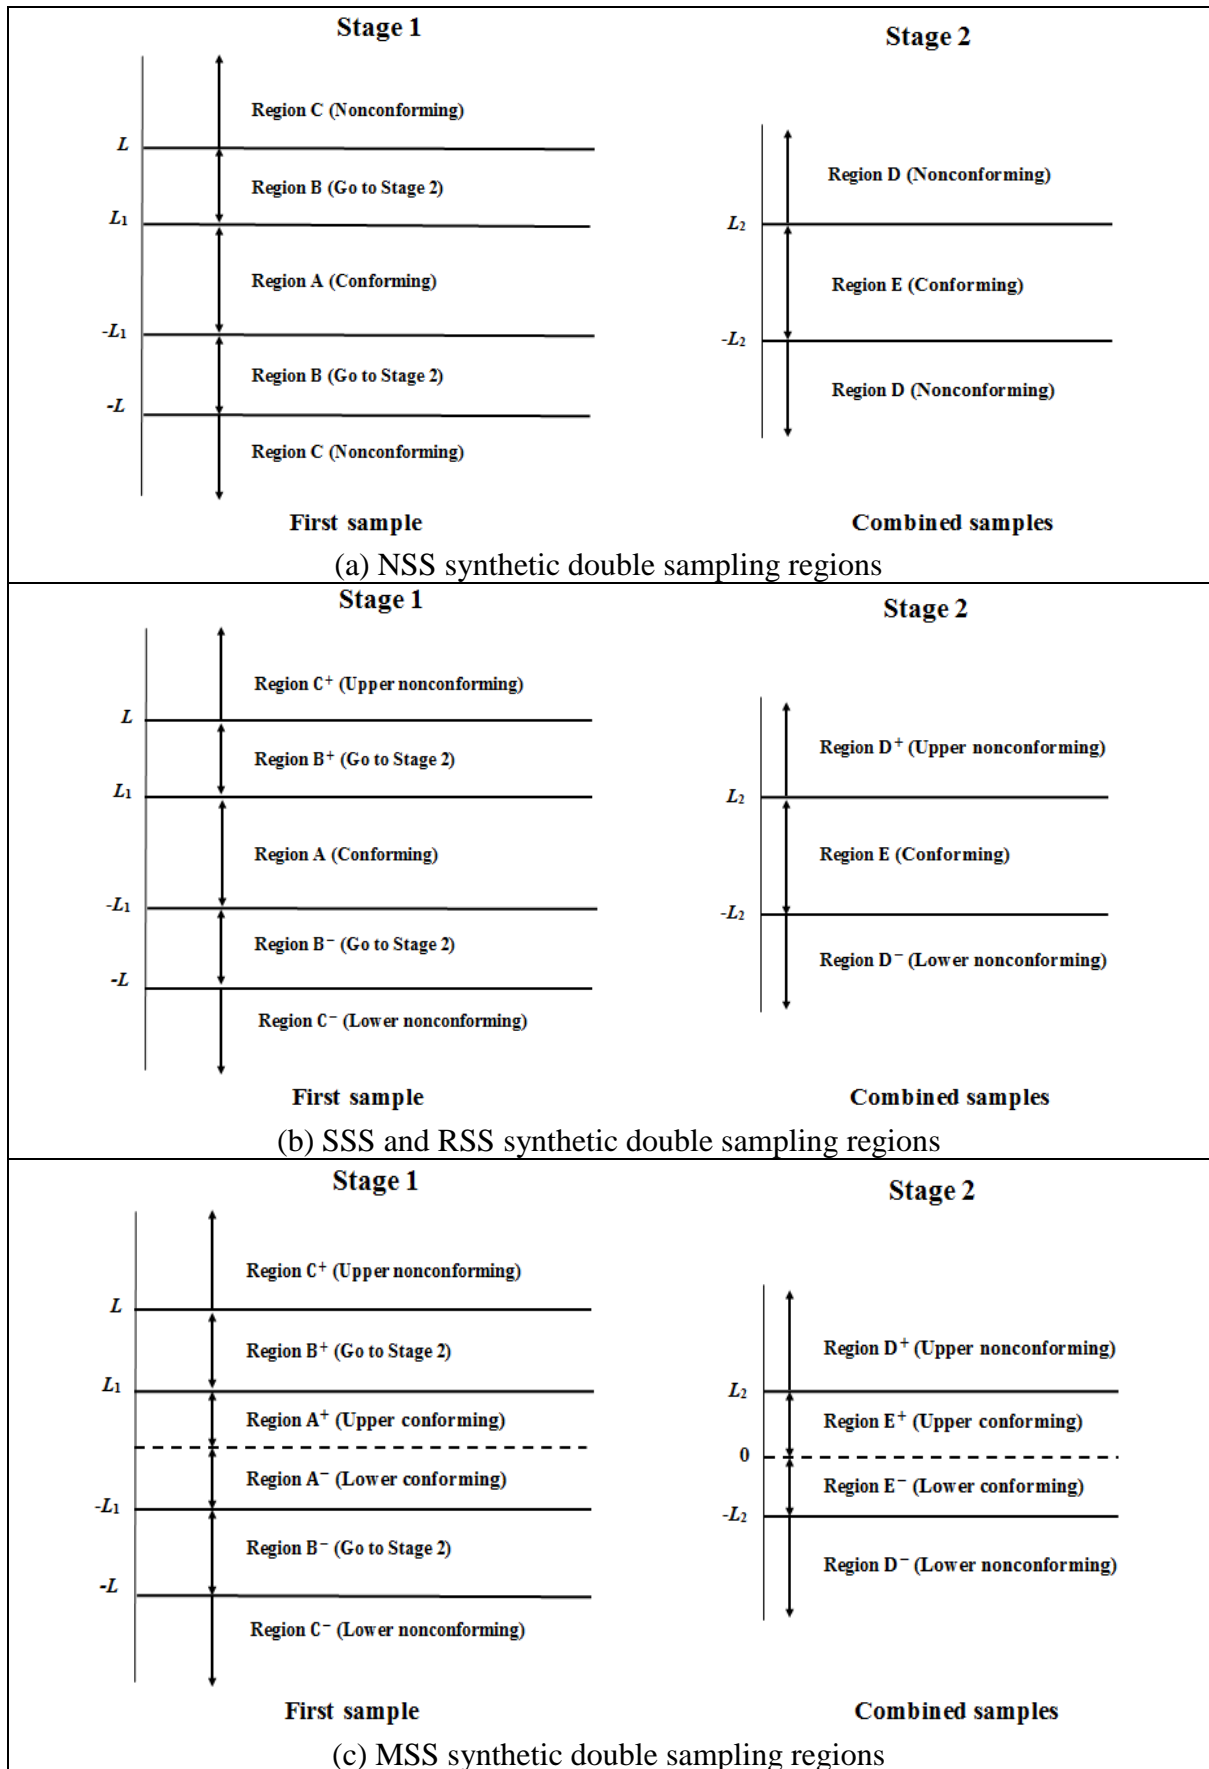 Stage 1
Region C (Nonconforming)
L
Region B (Go to Stage 2)
L₁
Region A (Conforming)
-L₁
Region B (Go to Stage 2)
-L
Region C (Nonconforming)
First sample
Stage 2
Region D (Nonconforming)
L₂
Region E (Conforming)
-L₂
Region D (Nonconforming)
Combined samples
(a) NSS synthetic double sampling regions
Stage 1
Region C⁺ (Upper nonconforming)
L
Region B⁺ (Go to Stage 2)
L₁
Region A (Conforming)
-L₁
Region B⁻ (Go to Stage 2)
-L
Region C⁻ (Lower nonconforming)
First sample
Stage 2
Region D⁺ (Upper nonconforming)
L₂
Region E (Conforming)
-L₂
Region D⁻ (Lower nonconforming)
Combined samples
(b) SSS and RSS synthetic double sampling regions
Stage 1
Region C⁺ (Upper nonconforming)
L
Region B⁺ (Go to Stage 2)
L₁
Region A⁺ (Upper conforming)
Region A⁻ (Lower conforming)
-L₁
Region B⁻ (Go to Stage 2)
-L
Region C⁻ (Lower nonconforming)
First sample
Stage 2
Region D⁺ (Upper nonconforming)
L₂
Region E⁺ (Upper conforming)
0
Region E⁻ (Lower conforming)
-L₂
Region D⁻ (Lower nonconforming)
Combined samples
(c) MSS synthetic double sampling regions